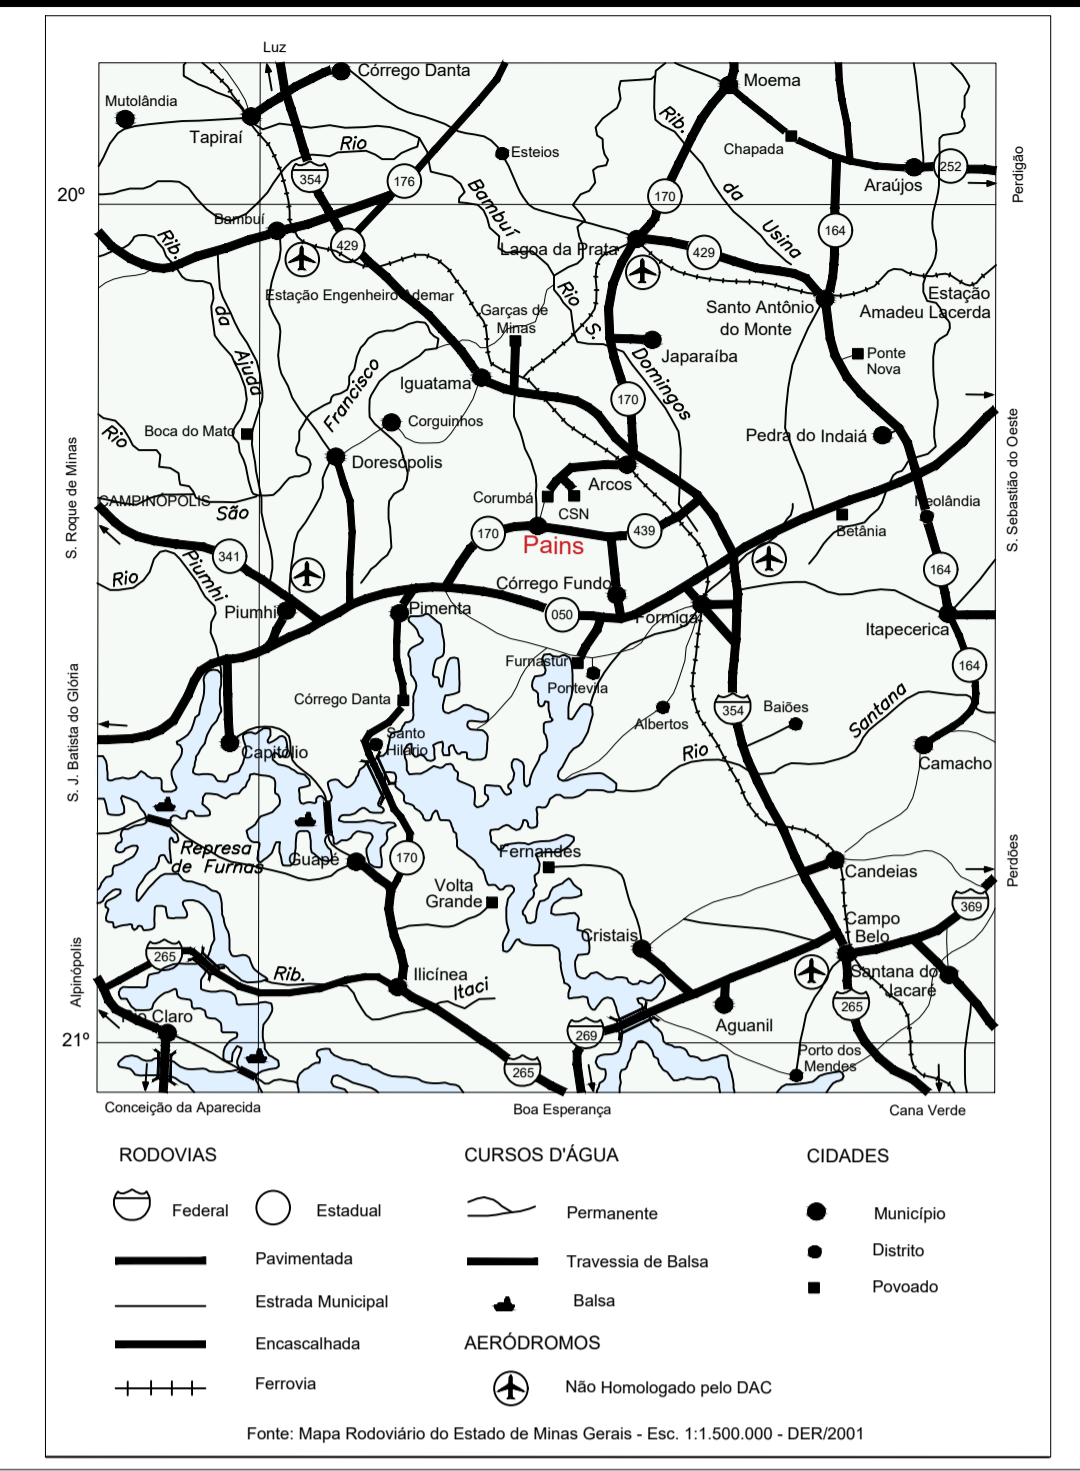 Luz
Córrego Danta
Mutolândia
Tapiraí
Moema
Chapada
Rib.
da
Usina
Rio
Bambuí
Esteios
Araújos
252
Perdigão
354
176
170
20º
164
Bambuí
429
Lagoa da Prata
429
Rib.
da
Ajuda
Estação Engenheiro Ademar
Rio
S.
Domingos
Santo Antônio
do Monte
Estação
Amadeu Lacerda
Garças de
Minas
Japaraíba
Ponte
Nova
Iguatama
Francisco
170
Corguinhos
Boca do Mato
Rio
Doresópolis
Pedra do Indaiá
S. Sebastião do Oeste
S. Roque de Minas
CAMPINÓPOLIS
São
Arcos
Corumbá
CSN
Neolândia
Betânia
170
439
Pains
341
Rio
Piumhi
Córrego Fundo
164
Piumhi
Pimenta
050
Formiga
Itapecerica
Furnastur
Pontevila
164
S. J. Batista do Glória
Córrego Danta
Albertos
354
Baiões
Santana
Rio
Santo
Hilário
Capitólio
Camacho
Represa
de Furnas
Guapé
170
Fernandes
Candeias
Perdões
Volta
Grande
369
Campo
Belo
Cristais
Alpinópolis
265
Rib.
Ilicínea
Itaci
Santana do
Jacaré
265
Rio Claro
Aguanil
21º
269
265
Porto dos
Mendes
Conceição da Aparecida
Boa Esperança
Cana Verde
RODOVIAS
CURSOS D'ÁGUA
CIDADES
Federal
Estadual
Permanente
Município
Pavimentada
Travessia de Balsa
Distrito
Estrada Municipal
Balsa
Povoado
Encascalhada
AERÓDROMOS
Ferrovia
Não Homologado pelo DAC
Fonte: Mapa Rodoviário do Estado de Minas Gerais - Esc. 1:1.500.000 - DER/2001